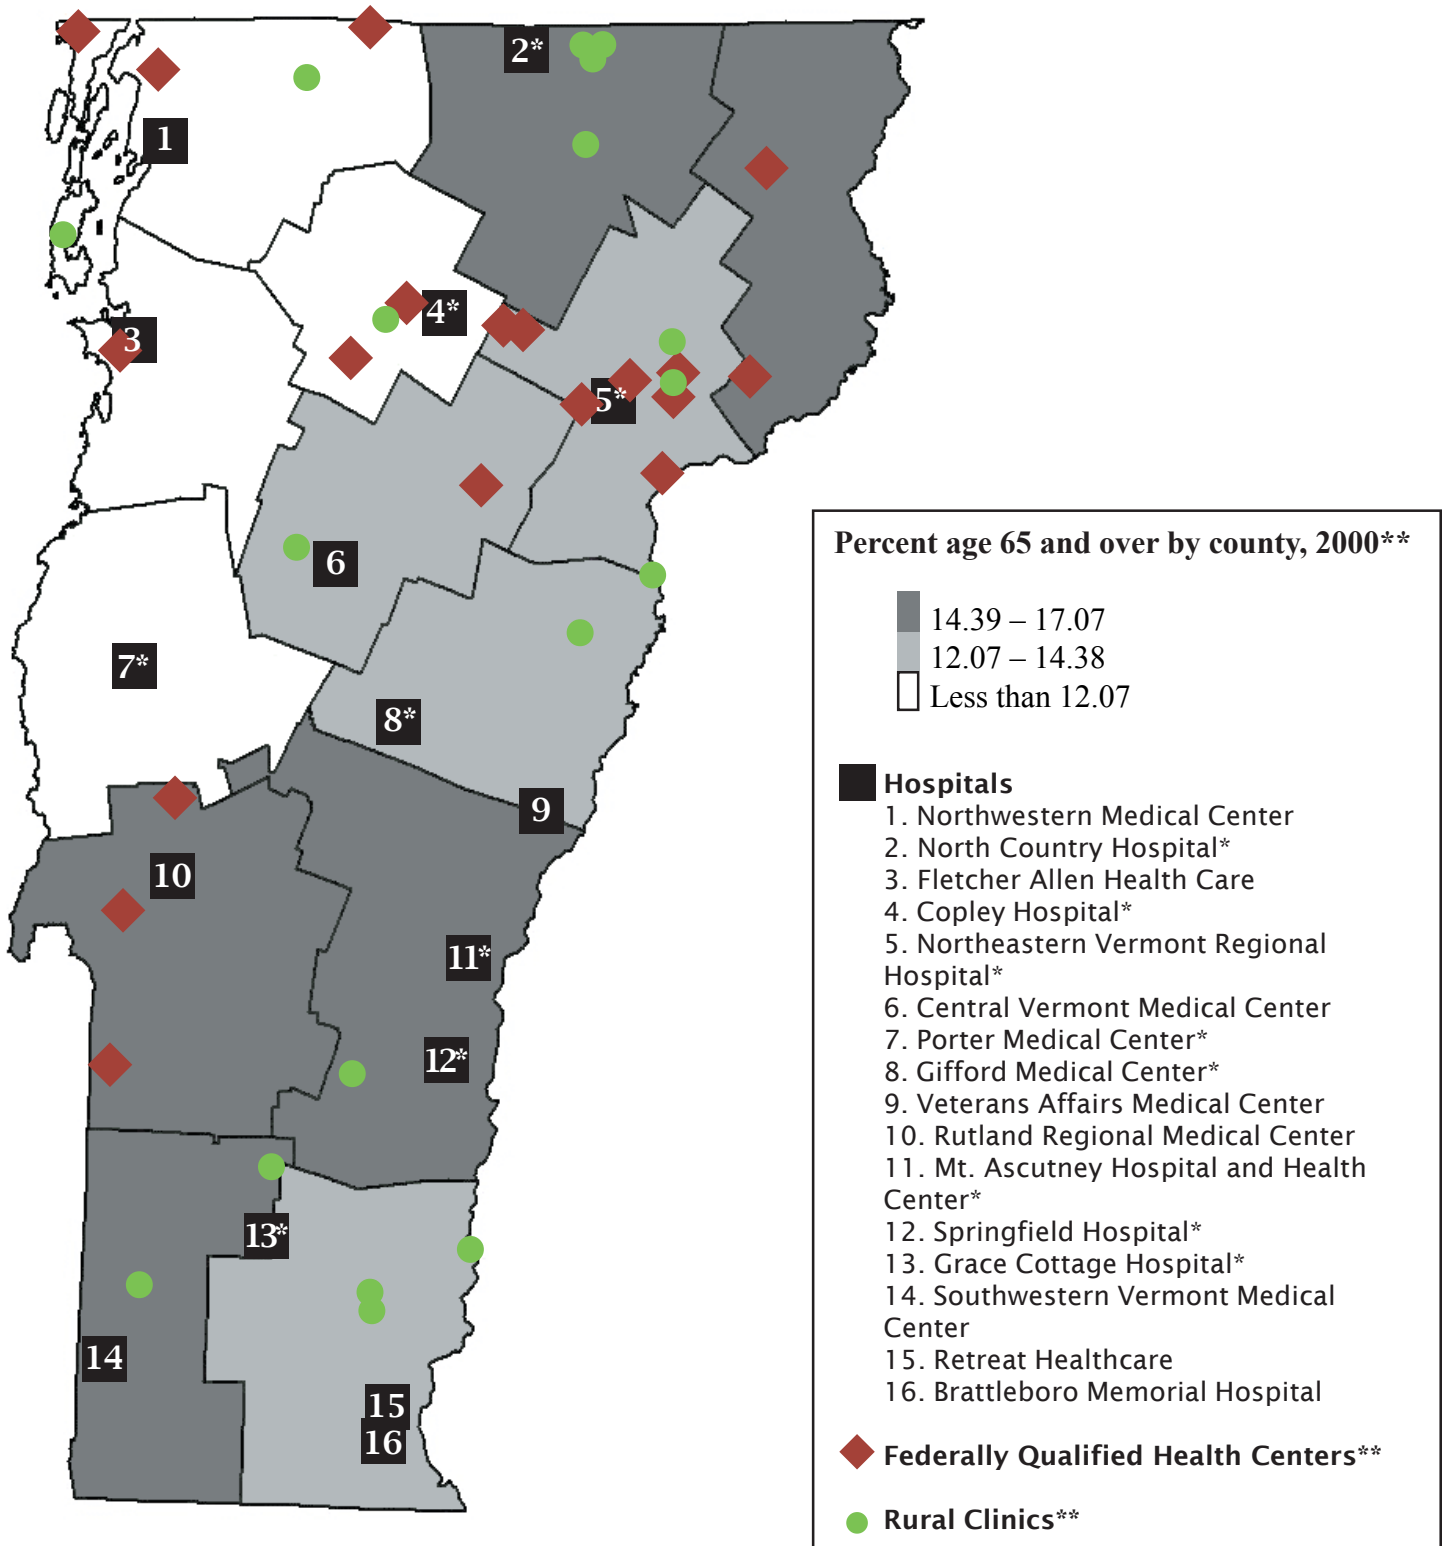 2*
1
4*
3
5*
6
7*
8*
9
10
11*
12*
13*
14
15
16
Percent age 65 and over by county, 2000**
14.39 – 17.07
12.07 – 14.38
Less than 12.07
Hospitals
1. Northwestern Medical Center
2. North Country Hospital*
3. Fletcher Allen Health Care
4. Copley Hospital*
5. Northeastern Vermont Regional
Hospital*
6. Central Vermont Medical Center
7. Porter Medical Center*
8. Gifford Medical Center*
9. Veterans Affairs Medical Center
10. Rutland Regional Medical Center
11. Mt. Ascutney Hospital and Health
Center*
12. Springfield Hospital*
13. Grace Cottage Hospital*
14. Southwestern Vermont Medical
Center
15. Retreat Healthcare
16. Brattleboro Memorial Hospital
Federally Qualified Health Centers**
Rural Clinics**